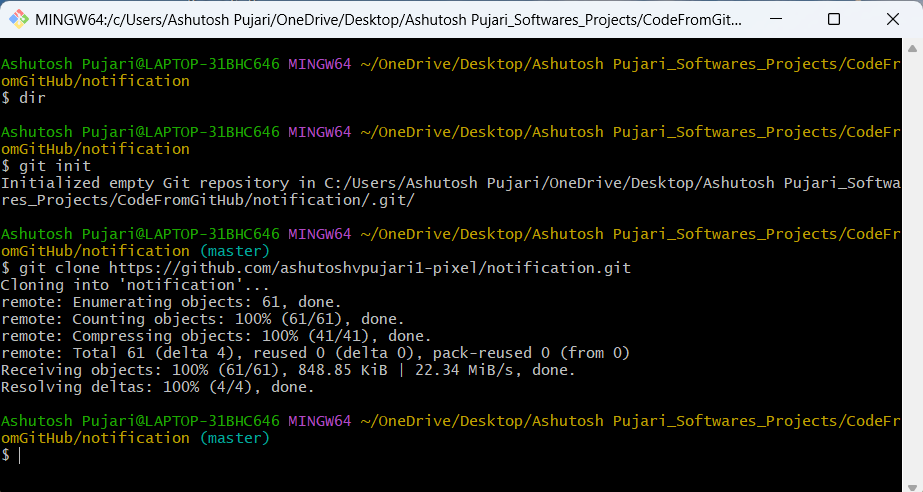 MINGW64:/c/Users/Ashutosh Pujari/OneDrive/Desktop/Ashutosh Pujari_Softwares_Projects/CodeFromGit...
Ashutosh Pujari@LAPTOP-31BHC646 MINGW64 ~/OneDrive/Desktop/Ashutosh Pujari_Softwares_Projects/CodeFr
omGitHub/notification
$ dir
Ashutosh Pujari@LAPTOP-31BHC646 MINGW64 ~/OneDrive/Desktop/Ashutosh Pujari_Softwares_Projects/CodeFr
omGitHub/notification
$ git init
Initialized empty Git repository in C:/Users/Ashutosh Pujari/OneDrive/Desktop/Ashutosh Pujari_Softwa
res_Projects/CodeFromGitHub/notification/.git/
Ashutosh Pujari@LAPTOP-31BHC646 MINGW64 ~/OneDrive/Desktop/Ashutosh Pujari_Softwares_Projects/CodeFr
omGitHub/notification (master)
$ git clone https://github.com/ashutoshvpujari1-pixel/notification.git
Cloning into 'notification'...
remote: Enumerating objects: 61, done.
remote: Counting objects: 100% (61/61), done.
remote: Compressing objects: 100% (41/41), done.
remote: Total 61 (delta 4), reused 0 (delta 0), pack-reused 0 (from 0)
Receiving objects: 100% (61/61), 848.85 KiB | 22.34 MiB/s, done.
Resolving deltas: 100% (4/4), done.
Ashutosh Pujari@LAPTOP-31BHC646 MINGW64 ~/OneDrive/Desktop/Ashutosh Pujari_Softwares_Projects/CodeFr
omGitHub/notification (master)
$